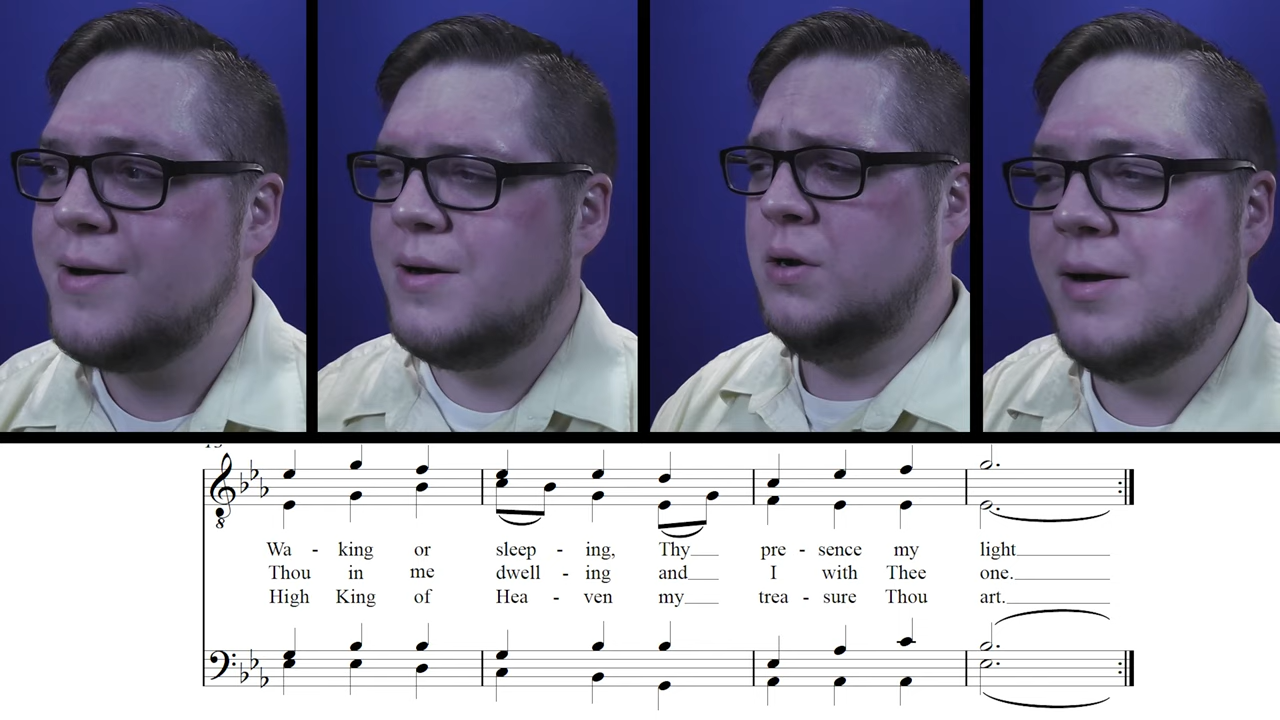 Wa - king or sleep - ing, Thy pre - sence my light
Thou in me dwell - ing and I with Thee one.
High King of Hea - ven my trea - sure Thou art.
8